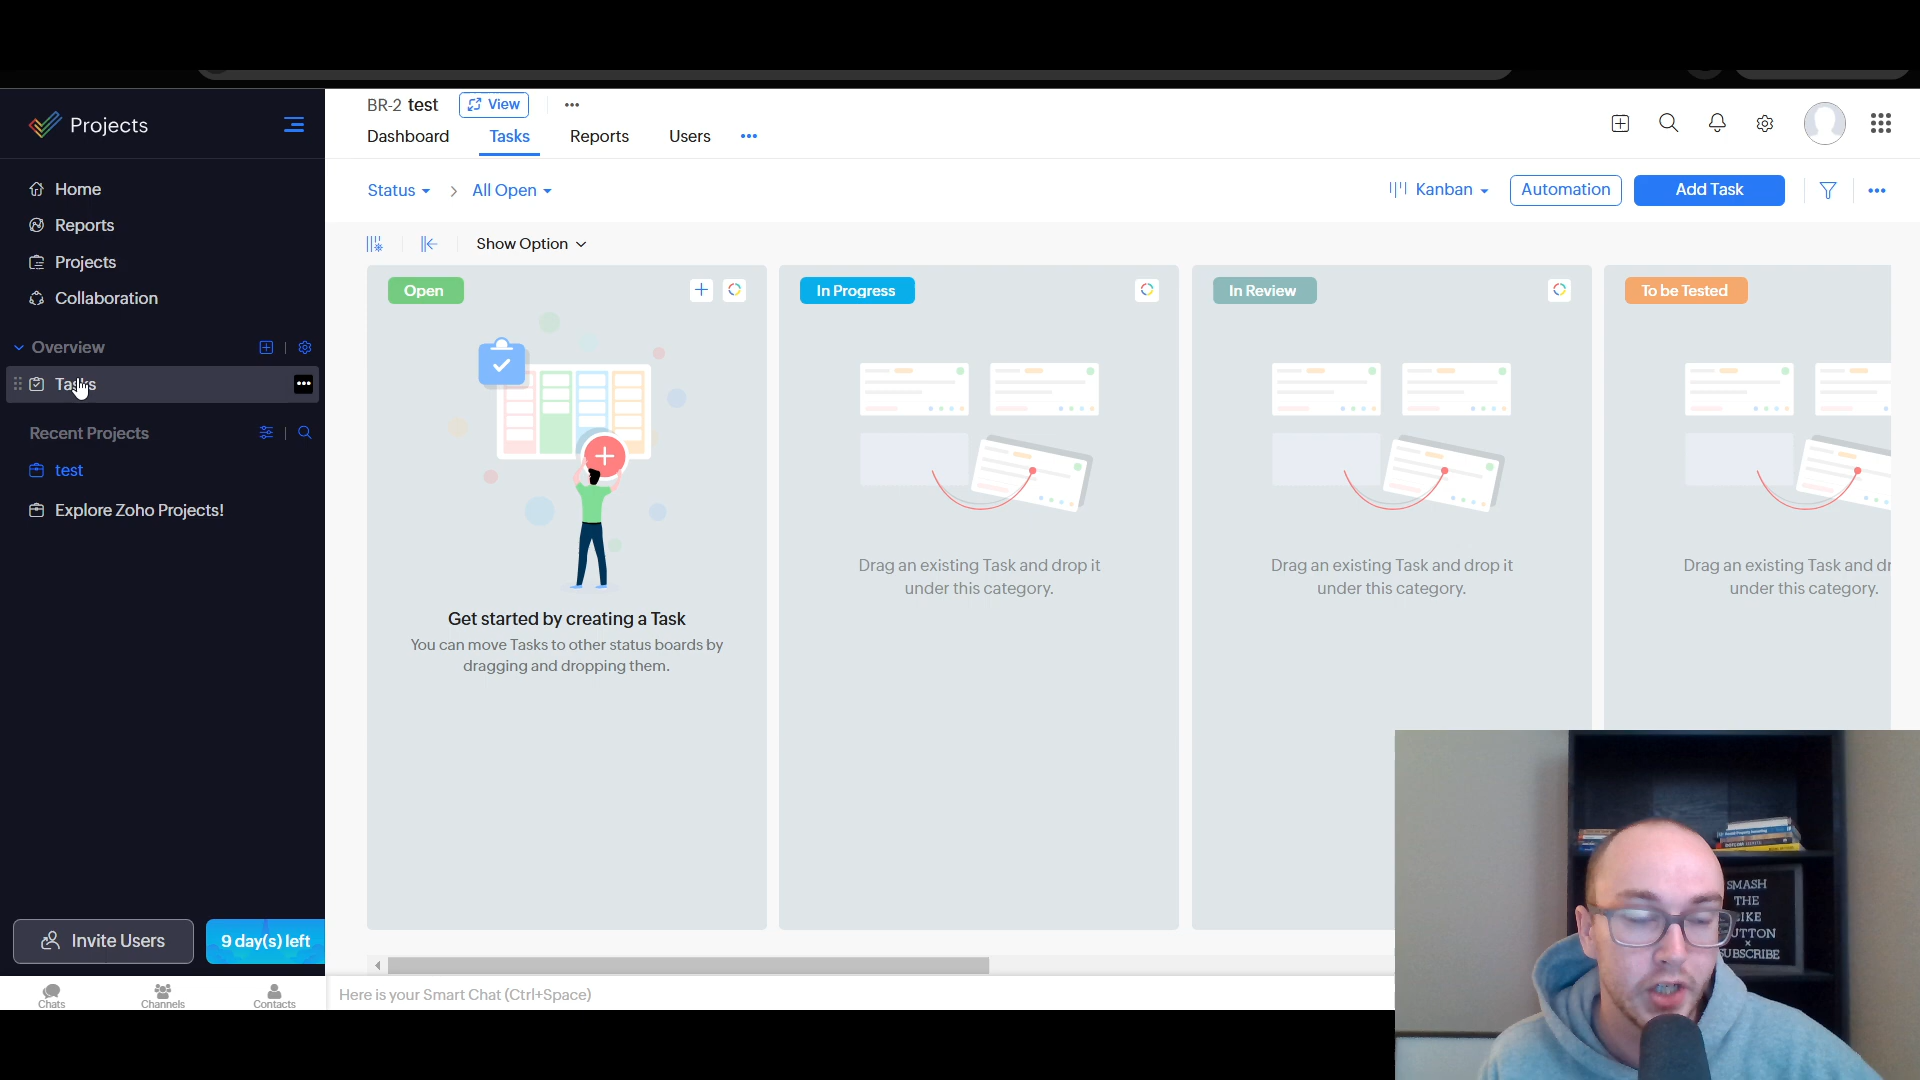 Projects
Home
Reports
Projects
Collaboration
Overview
Tasks
Recent Projects
test
Explore Zoho Projects!
Invite Users
9 day(s) left
Chats
Channels
Contacts
BR-2 test
View
Dashboard
Tasks
Reports
Users
Status
All Open
Kanban
Automation
Add Task
Show Option
Open
Get started by creating a Task
You can move Tasks to other status boards by
dragging and dropping them.
In Progress
Drag an existing Task and drop it
under this category.
In Review
Drag an existing Task and drop it
under this category.
To be Tested
Drag an existing Task and dr
under this category.
Here is your Smart Chat (Ctrl+Space)
SMASH
THE
IKE
UTTON
×
UBSCRIBE